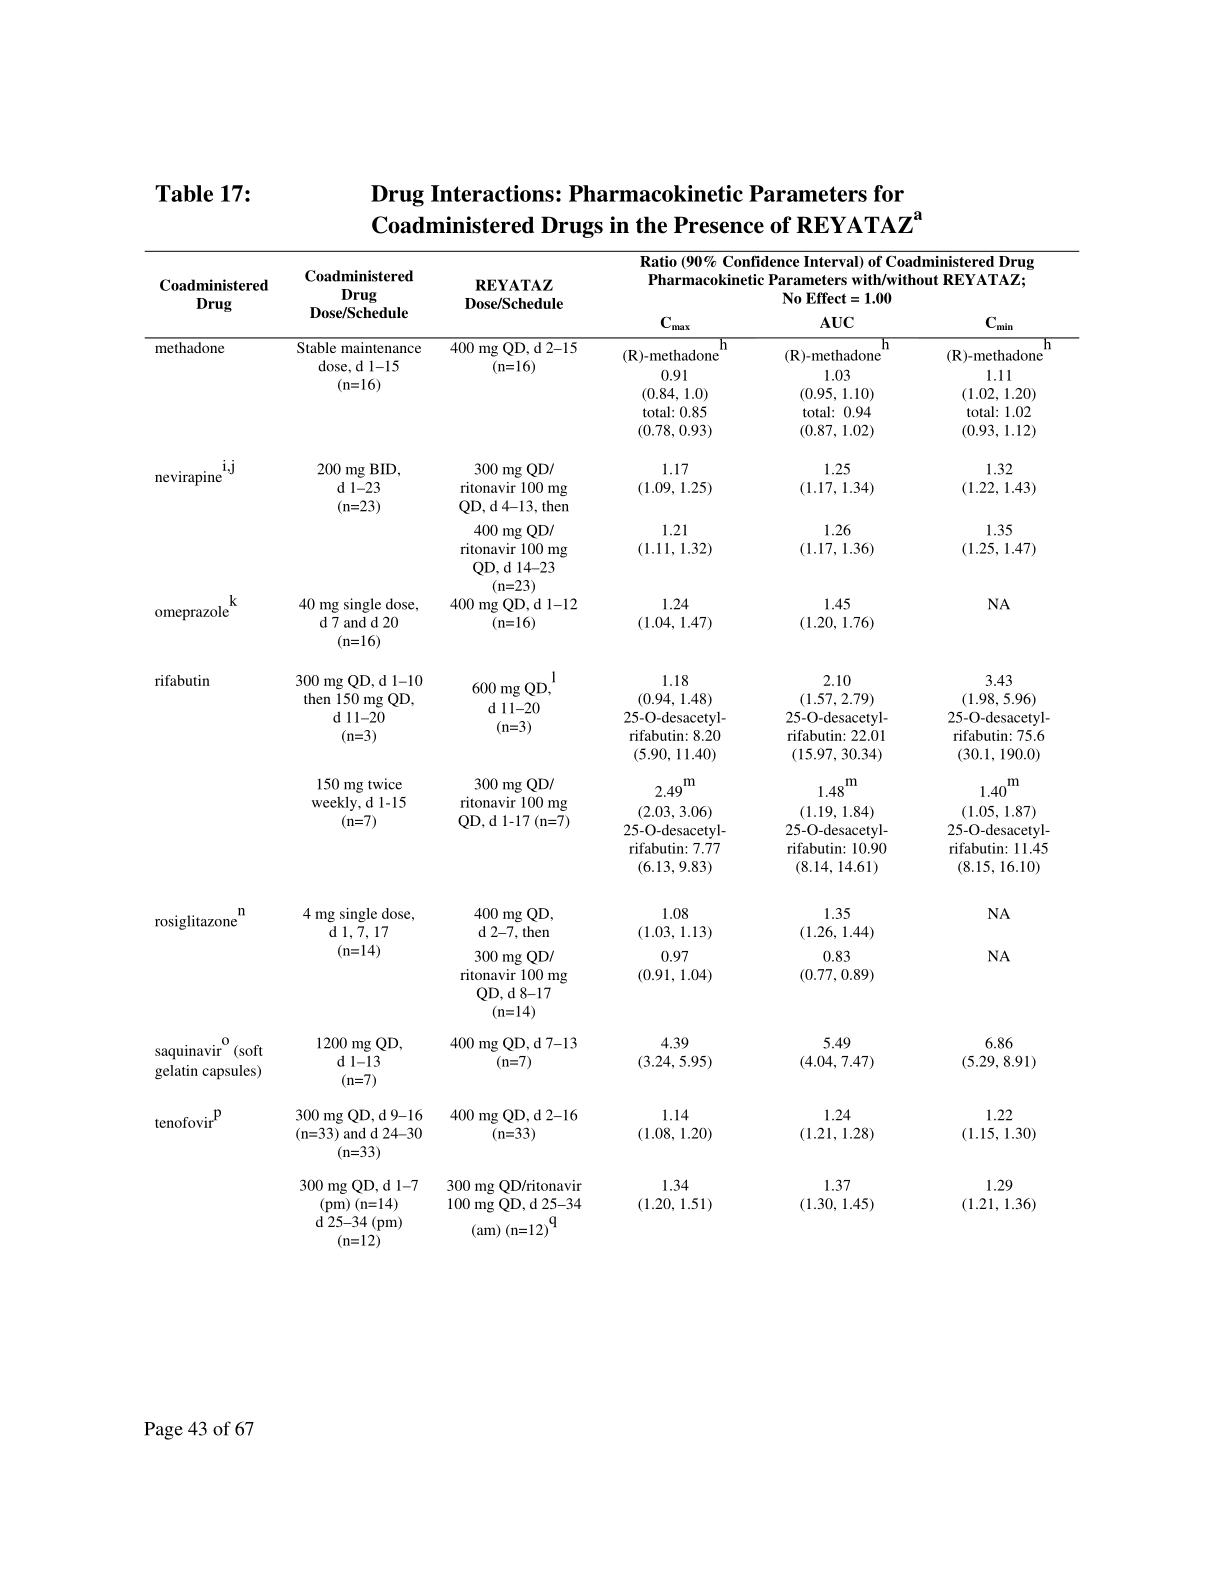 Table 17: Drug Interactions: Pharmacokinetic Parameters for
Coadministered Drugs in the Presence of REYATAZa
Coadministered
Drug
Coadministered
Drug
Dose/Schedule
REYATAZ
Dose/Schedule
Ratio (90% Confidence Interval) of Coadministered Drug
Pharmacokinetic Parameters with/without REYATAZ;
No Effect = 1.00
Cmax AUC Cmin
methadone
Stable maintenance
dose, d 1–15
(n=16)
400 mg QD, d 2–15
(n=16)
(R)-methadoneh
0.91
(0.84, 1.0)
total: 0.85
(0.78, 0.93)
(R)-methadoneh
1.03
(0.95, 1.10)
total: 0.94
(0.87, 1.02)
(R)-methadoneh
1.11
(1.02, 1.20)
total: 1.02
(0.93, 1.12)
nevirapinei,j
200 mg BID,
d 1–23
(n=23)
300 mg QD/
ritonavir 100 mg
QD, d 4–13, then
1.17
(1.09, 1.25)
1.25
(1.17, 1.34)
1.32
(1.22, 1.43)
400 mg QD/
ritonavir 100 mg
QD, d 14–23
(n=23)
1.21
(1.11, 1.32)
1.26
(1.17, 1.36)
1.35
(1.25, 1.47)
omeprazolek
40 mg single dose,
d 7 and d 20
(n=16)
400 mg QD, d 1–12
(n=16)
1.24
(1.04, 1.47)
1.45
(1.20, 1.76)
NA
rifabutin
300 mg QD, d 1–10
then 150 mg QD,
d 11–20
(n=3)
600 mg QD,l
d 11–20
(n=3)
1.18
(0.94, 1.48)
25-O-desacetyl-
rifabutin: 8.20
(5.90, 11.40)
2.10
(1.57, 2.79)
25-O-desacetyl-
rifabutin: 22.01
(15.97, 30.34)
3.43
(1.98, 5.96)
25-O-desacetyl-
rifabutin: 75.6
(30.1, 190.0)
150 mg twice
weekly, d 1-15
(n=7)
300 mg QD/
ritonavir 100 mg
QD, d 1-17 (n=7)
2.49m
(2.03, 3.06)
25-O-desacetyl-
rifabutin: 7.77
(6.13, 9.83)
1.48m
(1.19, 1.84)
25-O-desacetyl-
rifabutin: 10.90
(8.14, 14.61)
1.40m
(1.05, 1.87)
25-O-desacetyl-
rifabutin: 11.45
(8.15, 16.10)
rosiglitazonen
4 mg single dose,
d 1, 7, 17
(n=14)
400 mg QD,
d 2–7, then
1.08
(1.03, 1.13)
1.35
(1.26, 1.44)
NA
300 mg QD/
ritonavir 100 mg
QD, d 8–17
(n=14)
0.97
(0.91, 1.04)
0.83
(0.77, 0.89)
NA
saquinaviro (soft
gelatin capsules)
1200 mg QD,
d 1–13
(n=7)
400 mg QD, d 7–13
(n=7)
4.39
(3.24, 5.95)
5.49
(4.04, 7.47)
6.86
(5.29, 8.91)
tenofovirp
300 mg QD, d 9–16
(n=33) and d 24–30
(n=33)
400 mg QD, d 2–16
(n=33)
1.14
(1.08, 1.20)
1.24
(1.21, 1.28)
1.22
(1.15, 1.30)
300 mg QD, d 1–7
(pm) (n=14)
d 25–34 (pm)
(n=12)
300 mg QD/ritonavir
100 mg QD, d 25–34
(am) (n=12)q
1.34
(1.20, 1.51)
1.37
(1.30, 1.45)
1.29
(1.21, 1.36)
Page 43 of 67